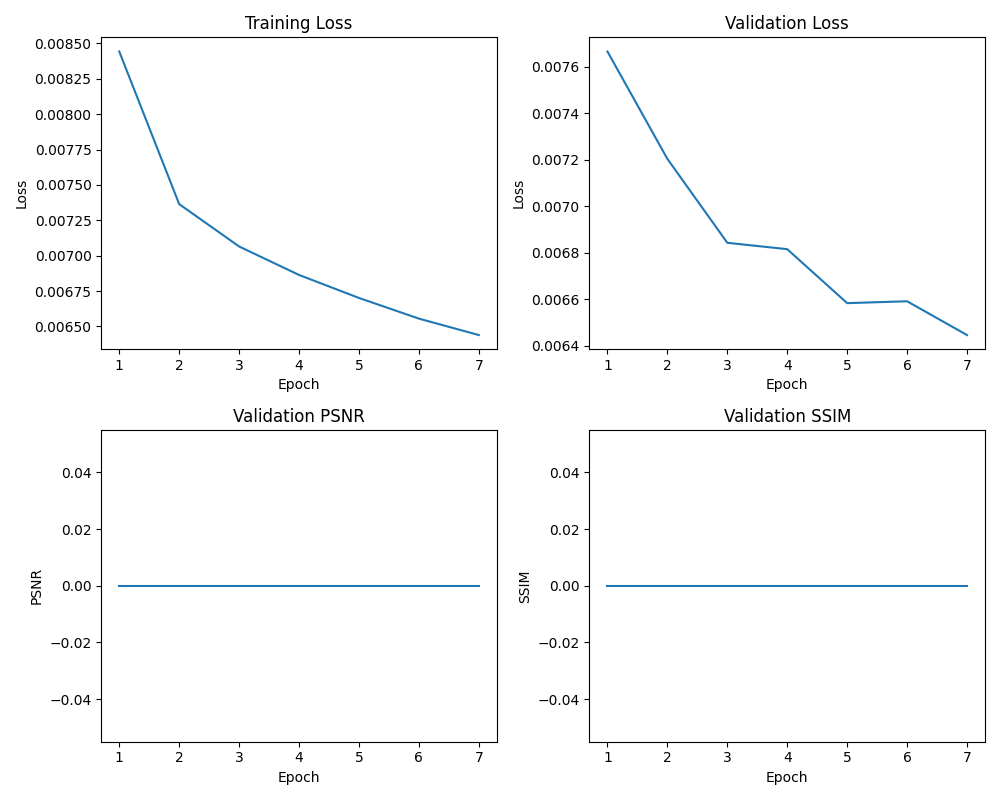 Training Loss
0.00850
0.00825
0.00800
0.00775
0.00750
0.00725
0.00700
0.00675
0.00650
Loss
1 2 3 4 5 6 7
Epoch
Validation Loss
0.0076
0.0074
0.0072
0.0070
0.0068
0.0066
0.0064
Loss
1 2 3 4 5 6 7
Epoch
Validation PSNR
0.04
0.02
0.00
−0.02
−0.04
PSNR
1 2 3 4 5 6 7
Epoch
Validation SSIM
0.04
0.02
0.00
−0.02
−0.04
SSIM
1 2 3 4 5 6 7
Epoch